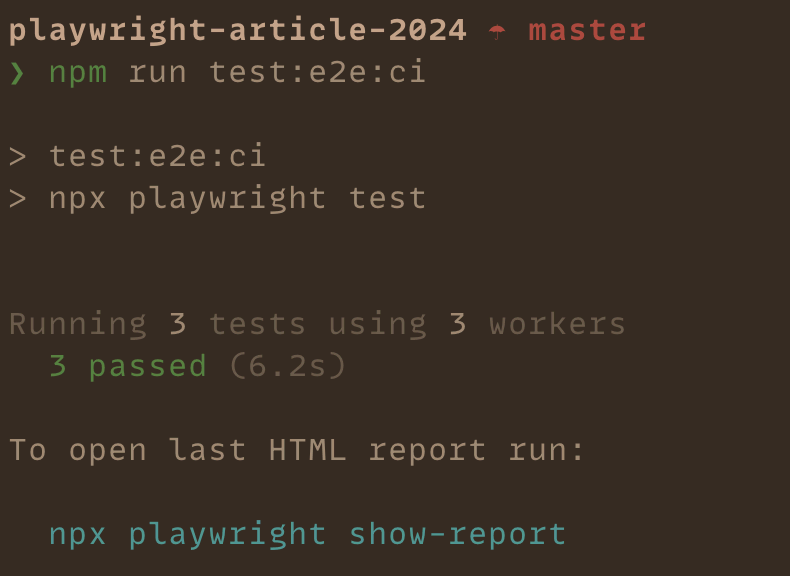 playwright-article-2024 ☂ master
❯ npm run test:e2e:ci
> test:e2e:ci
> npx playwright test
Running 3 tests using 3 workers
3 passed (6.2s)
To open last HTML report run:
npx playwright show-report